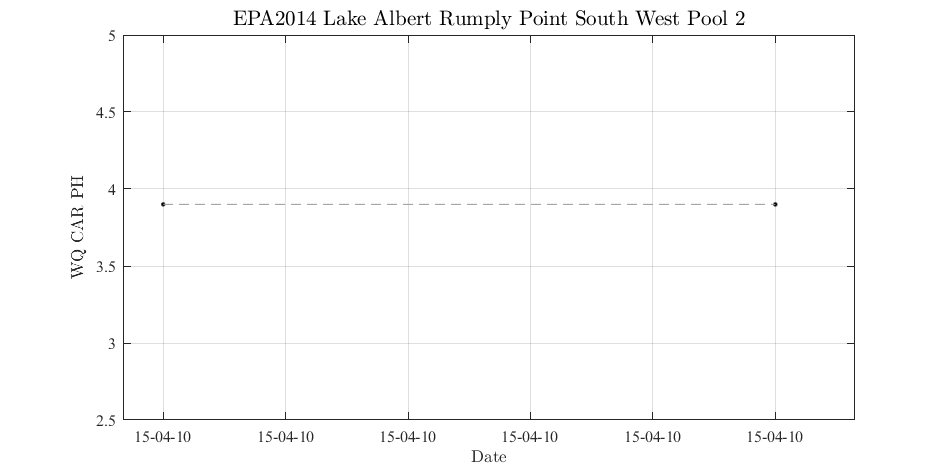 EPA2014 Lake Albert Rumply Point South West Pool 2
5
4.5
4
3.5
3
2.5
WQ CAR PH
15-04-10 15-04-10 15-04-10 15-04-10 15-04-10 15-04-10
Date